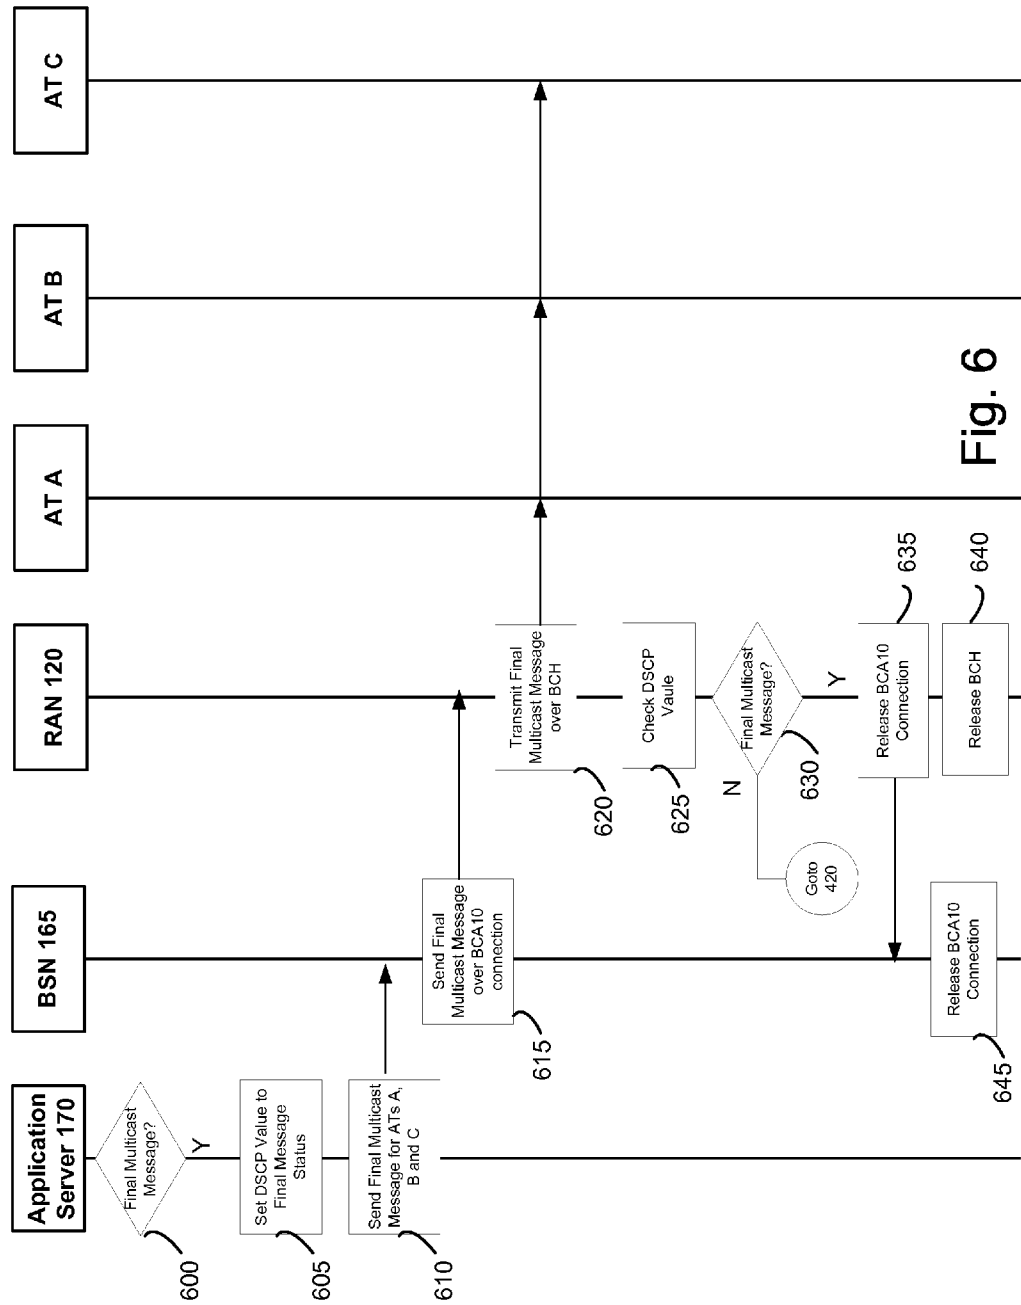 Application
Server 170
BSN 165
RAN 120
AT A
AT B
AT C
Final Multicast
Message?
600
Y
Set DSCP Value to
Final Message
Status
605
Send Final Multicast
Message for ATs A,
B and C
610
Send Final
Multicast Message
over BCA10
connection
615
Transmit Final
Multicast Message
over BCH
620
Check DSCP
Vaule
625
Final Multicast
Message?
630
N
Goto
420
Y
Release BCA10
Connection
635
Release BCH
640
Release BCA10
Connection
645
Fig. 6